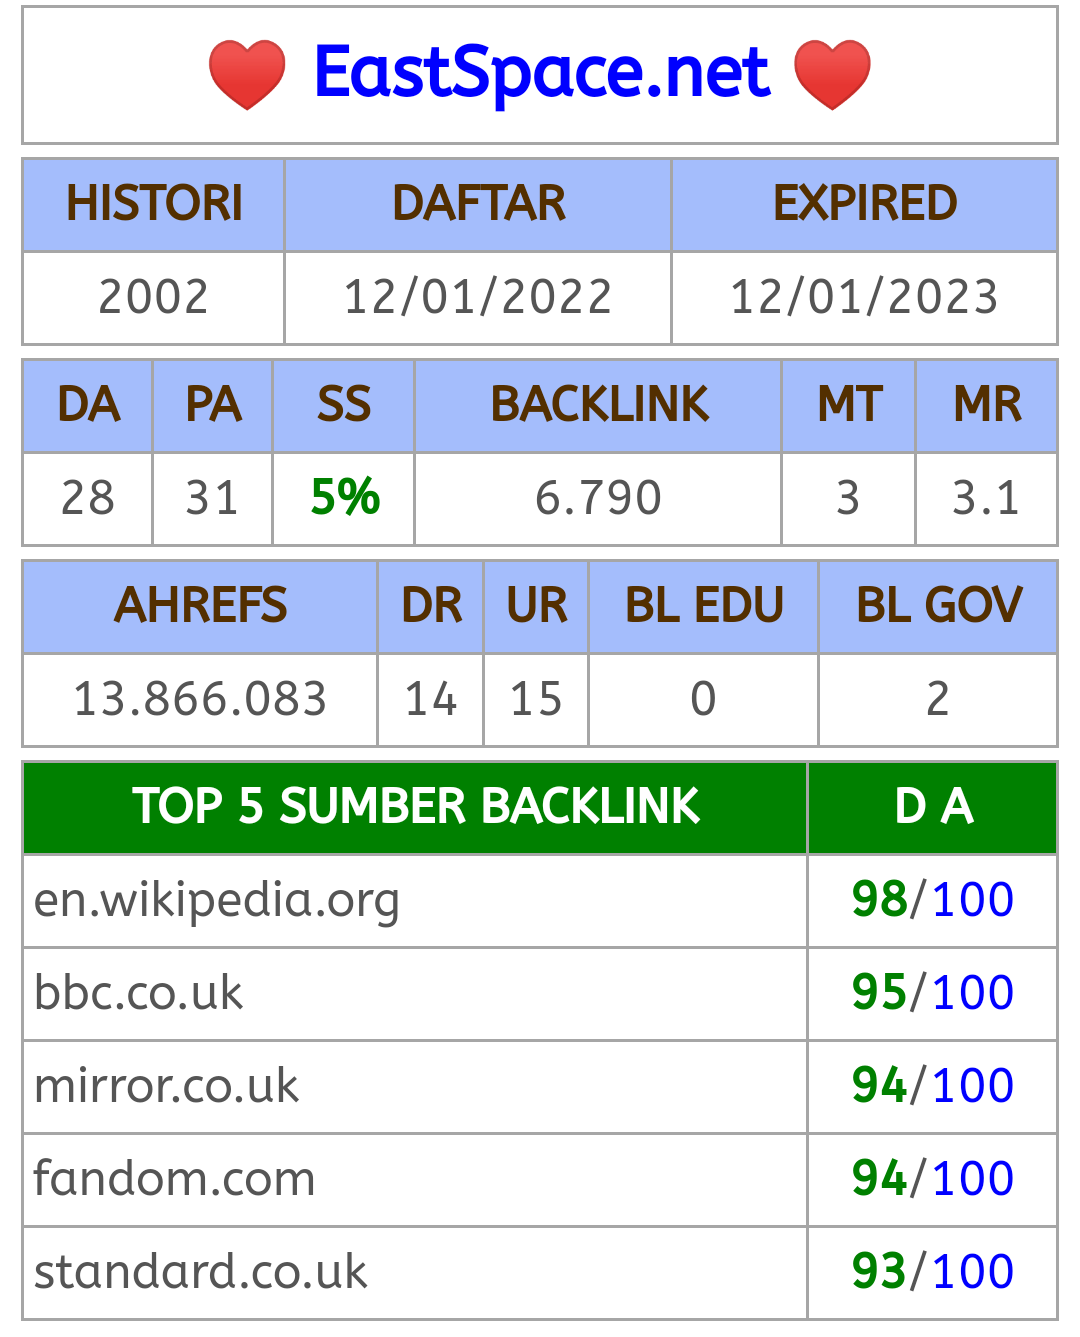 ❤️ EastSpace.net ❤️
HISTORI DAFTAR EXPIRED
2002 12/01/2022 12/01/2023
DA PA SS BACKLINK MT MR
28 31 5% 6.790 3 3.1
AHREFS DR UR BL EDU BL GOV
13.866.083 14 15 0 2
TOP 5 SUMBER BACKLINK D A
en.wikipedia.org 98/100
bbc.co.uk 95/100
mirror.co.uk 94/100
fandom.com 94/100
standard.co.uk 93/100